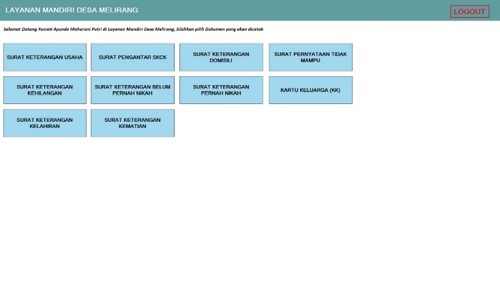 LAYANAN MANDIRI DESA MELIRANG
LOGOUT
Selamat Datang Yuniati Ayunda Maharani Putri di Layanan Mandiri Desa Melirang, Silahkan pilih Dokumen yang akan dicetak
SURAT KETERANGAN USAHA
SURAT PENGANTAR SKCK
SURAT KETERANGAN
DOMISILI
SURAT PERNYATAAN TIDAK
MAMPU
SURAT KETERANGAN
KEHILANGAN
SURAT KETERANGAN BELUM
PERNAH NIKAH
SURAT KETERANGAN
PERNAH NIKAH
KARTU KELUARGA (KK)
SURAT KETERANGAN
KELAHIRAN
SURAT KETERANGAN
KEMATIAN